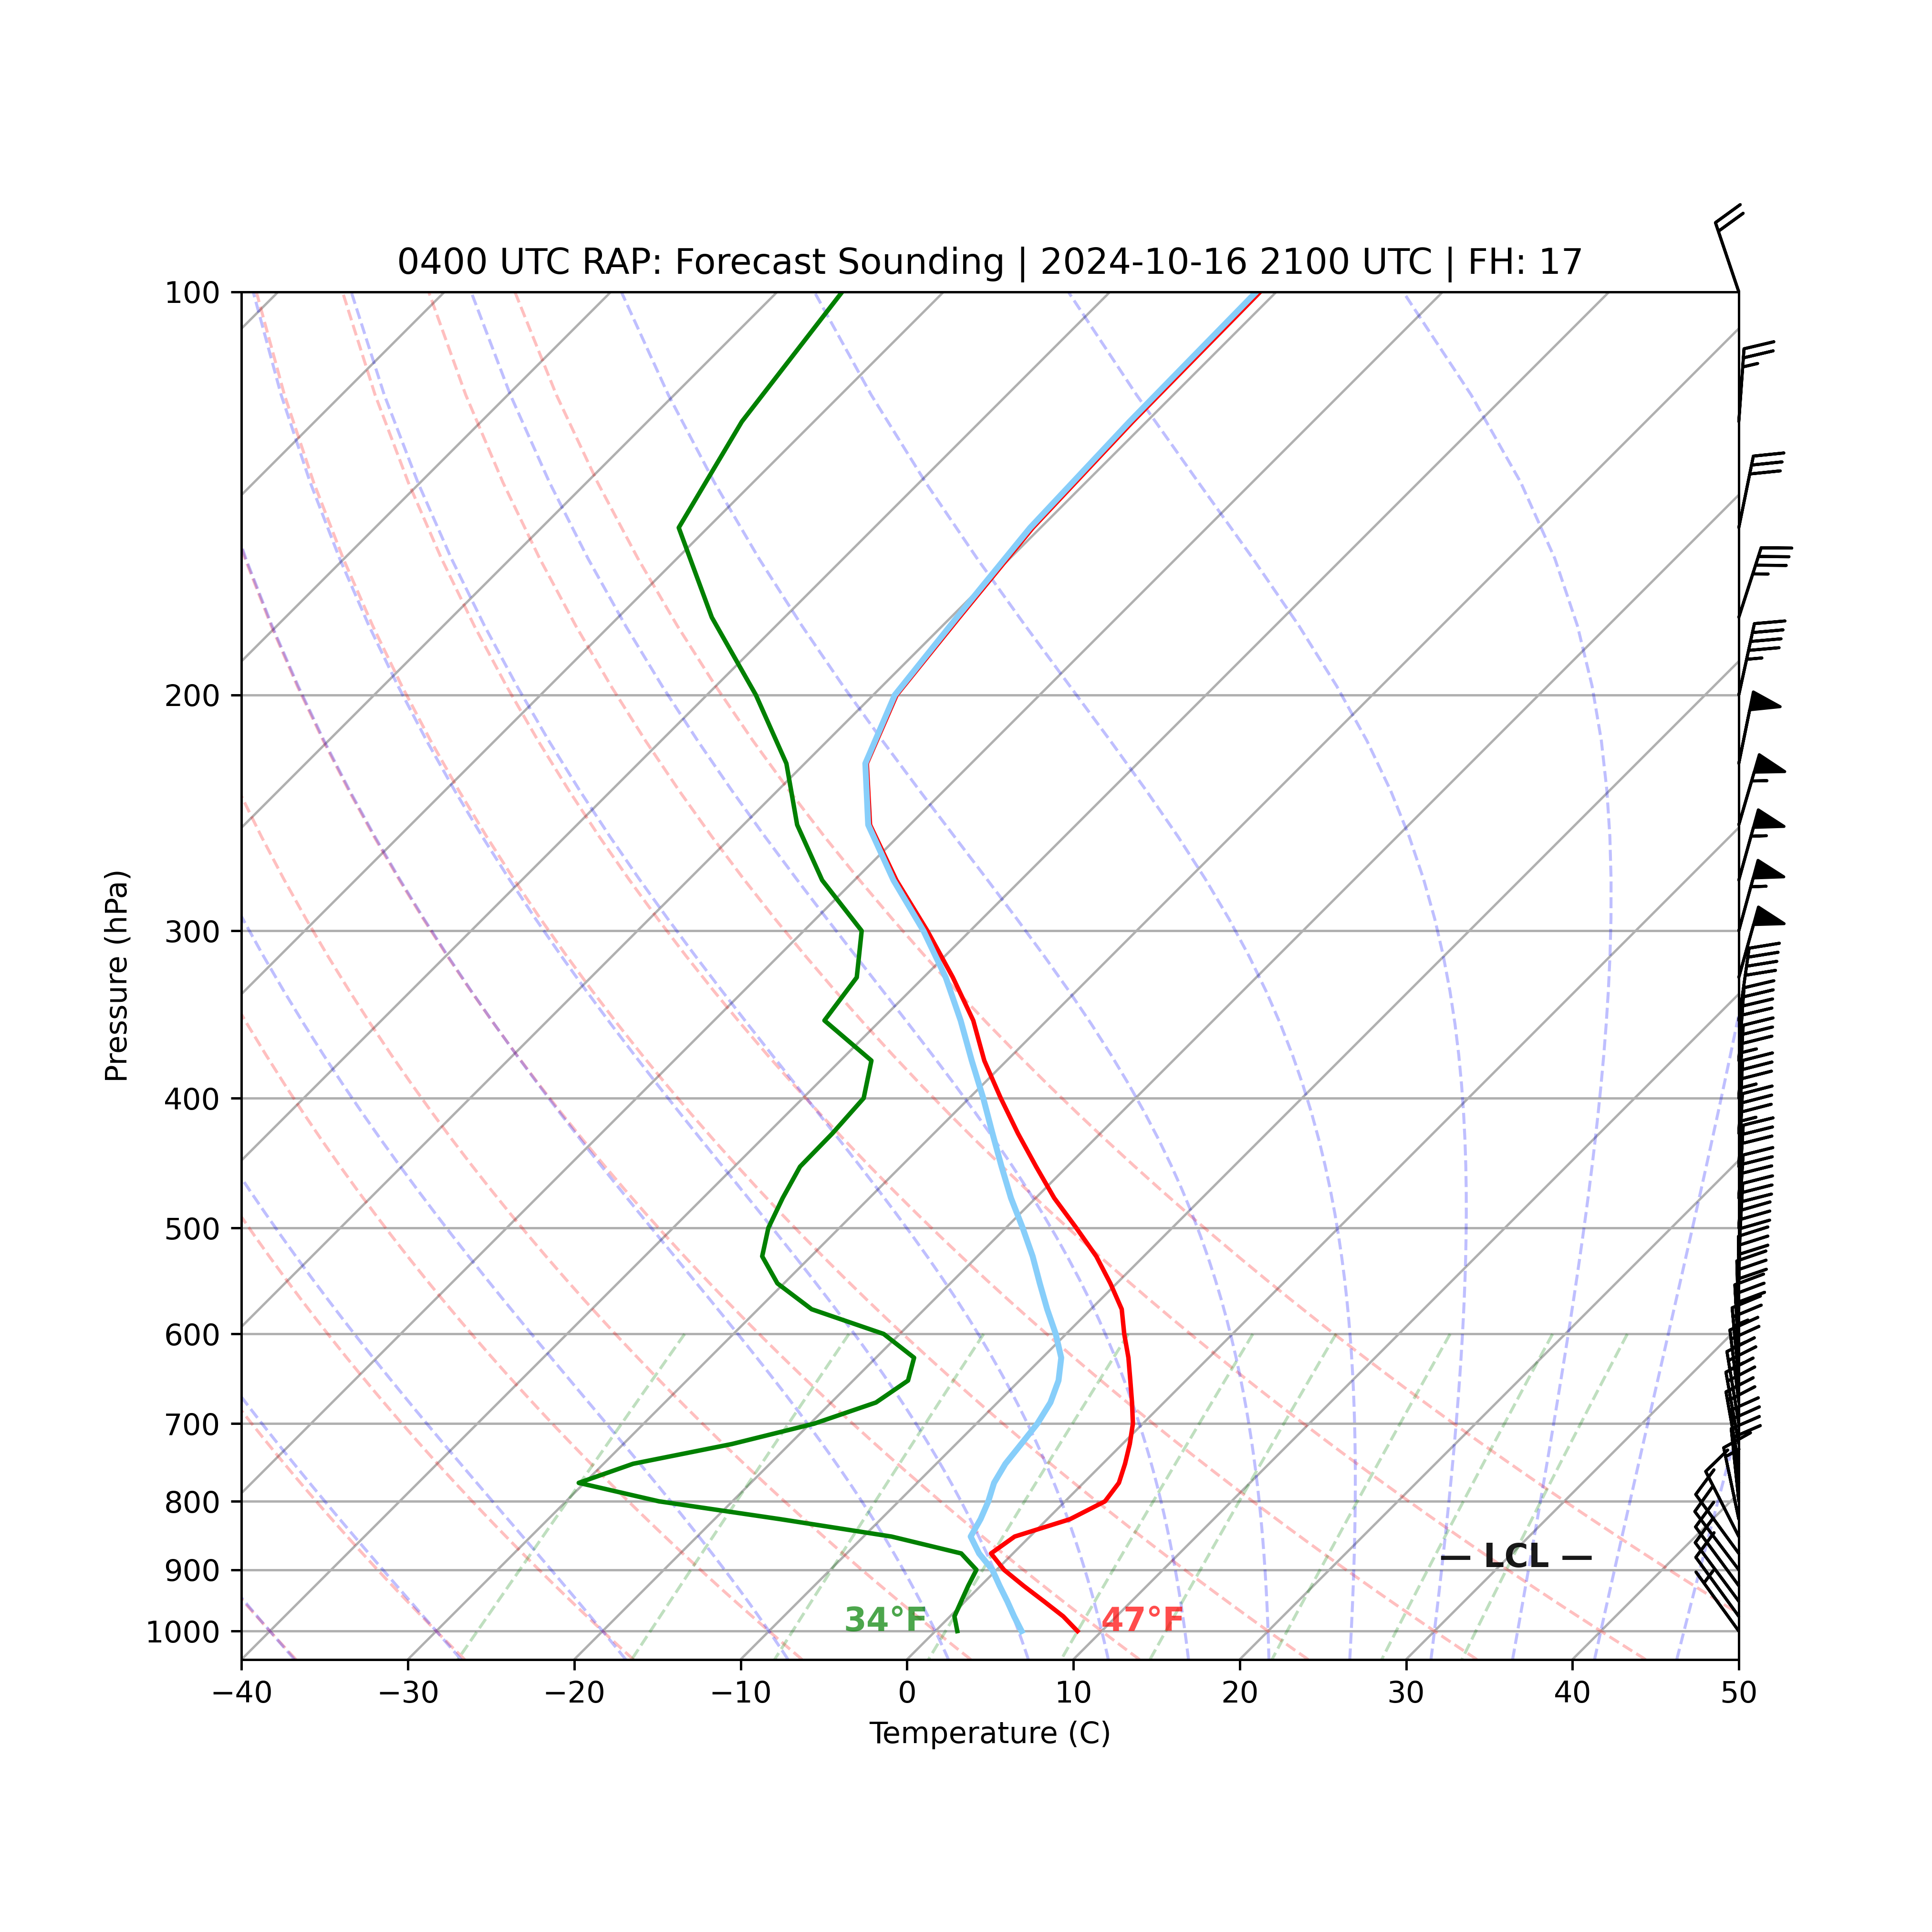 0400 UTC RAP: Forecast Sounding | 2024-10-16 2100 UTC | FH: 17
100
200
300
400
500
600
700
800
900
1000
Pressure (hPa)
— LCL —
34°F 47°F
−40 −30 −20 −10 0 10 20 30 40 50
Temperature (C)